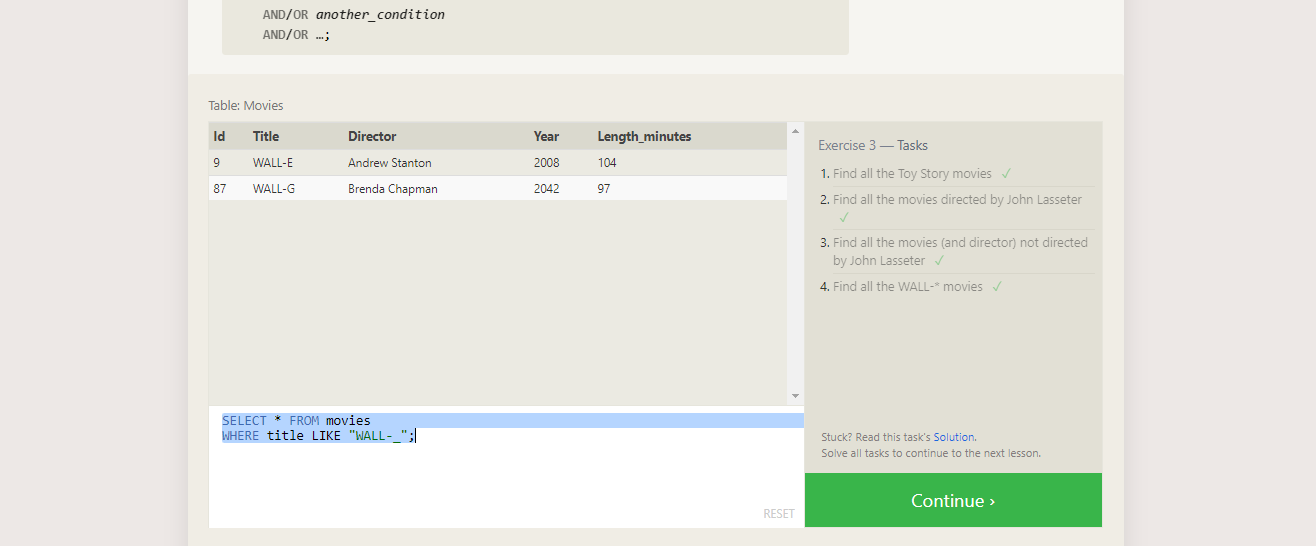 AND/OR another_condition
AND/OR …;
Table: Movies
Id Title Director Year Length_minutes
9 WALL-E Andrew Stanton 2008 104
87 WALL-G Brenda Chapman 2042 97
SELECT * FROM movies
WHERE title LIKE "WALL-_";
RESET
Exercise 3 — Tasks
1. Find all the Toy Story movies ✓
2. Find all the movies directed by John Lasseter
✓
3. Find all the movies (and director) not directed
by John Lasseter ✓
4. Find all the WALL-* movies ✓
Stuck? Read this task's Solution.
Solve all tasks to continue to the next lesson.
Continue ›